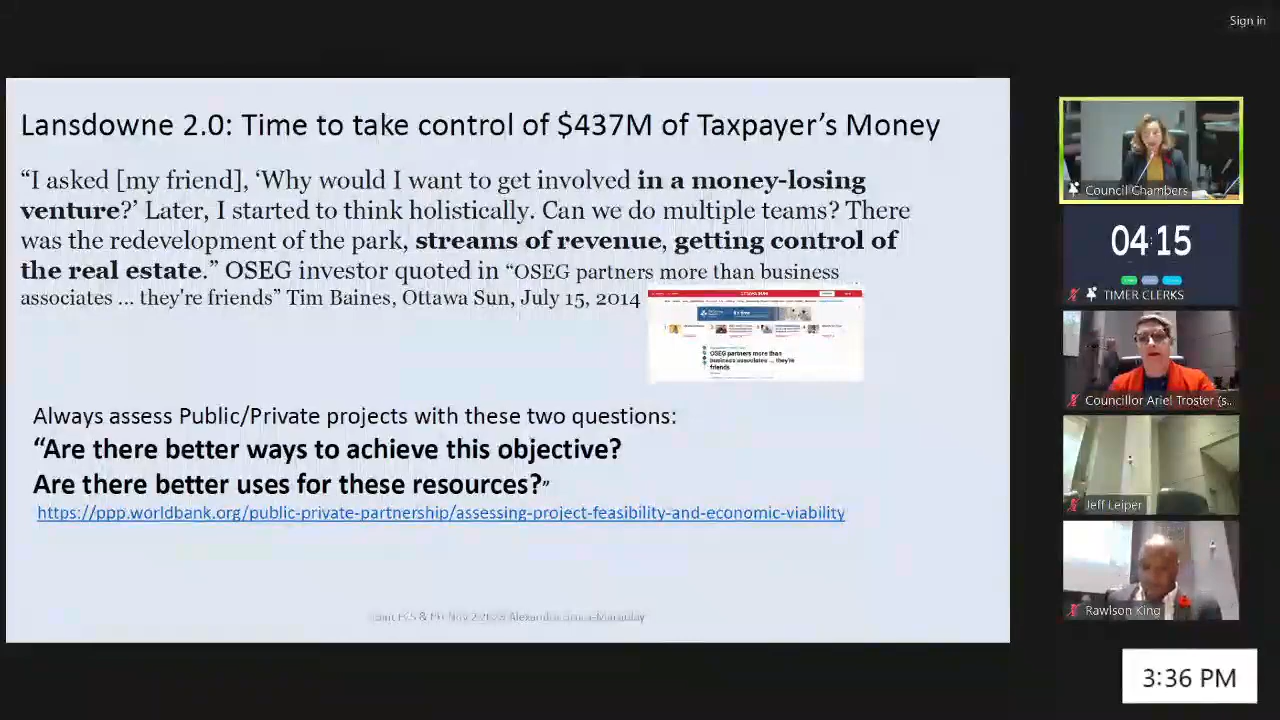 Sign in
Lansdowne 2.0: Time to take control of $437M of Taxpayer's Money
“I asked [my friend], ‘Why would I want to get involved in a money-losing
venture?’ Later, I started to think holistically. Can we do multiple teams? There
was the redevelopment of the park, streams of revenue, getting control of
the real estate.” OSEG investor quoted in “OSEG partners more than business
associates ... they're friends” Tim Baines, Ottawa Sun, July 15, 2014
OSEG partners more than
business associates ... they're
friends
Always assess Public/Private projects with these two questions:
“Are there better ways to achieve this objective?
Are there better uses for these resources?”
https://ppp.worldbank.org/public-private-partnership/assessing-project-feasibility-and-economic-viability
Council Chambers
04:15
TIMER CLERKS
Councillor Ariel Troster (s...
Jeff Leiper
Rawlson King
3:36 PM